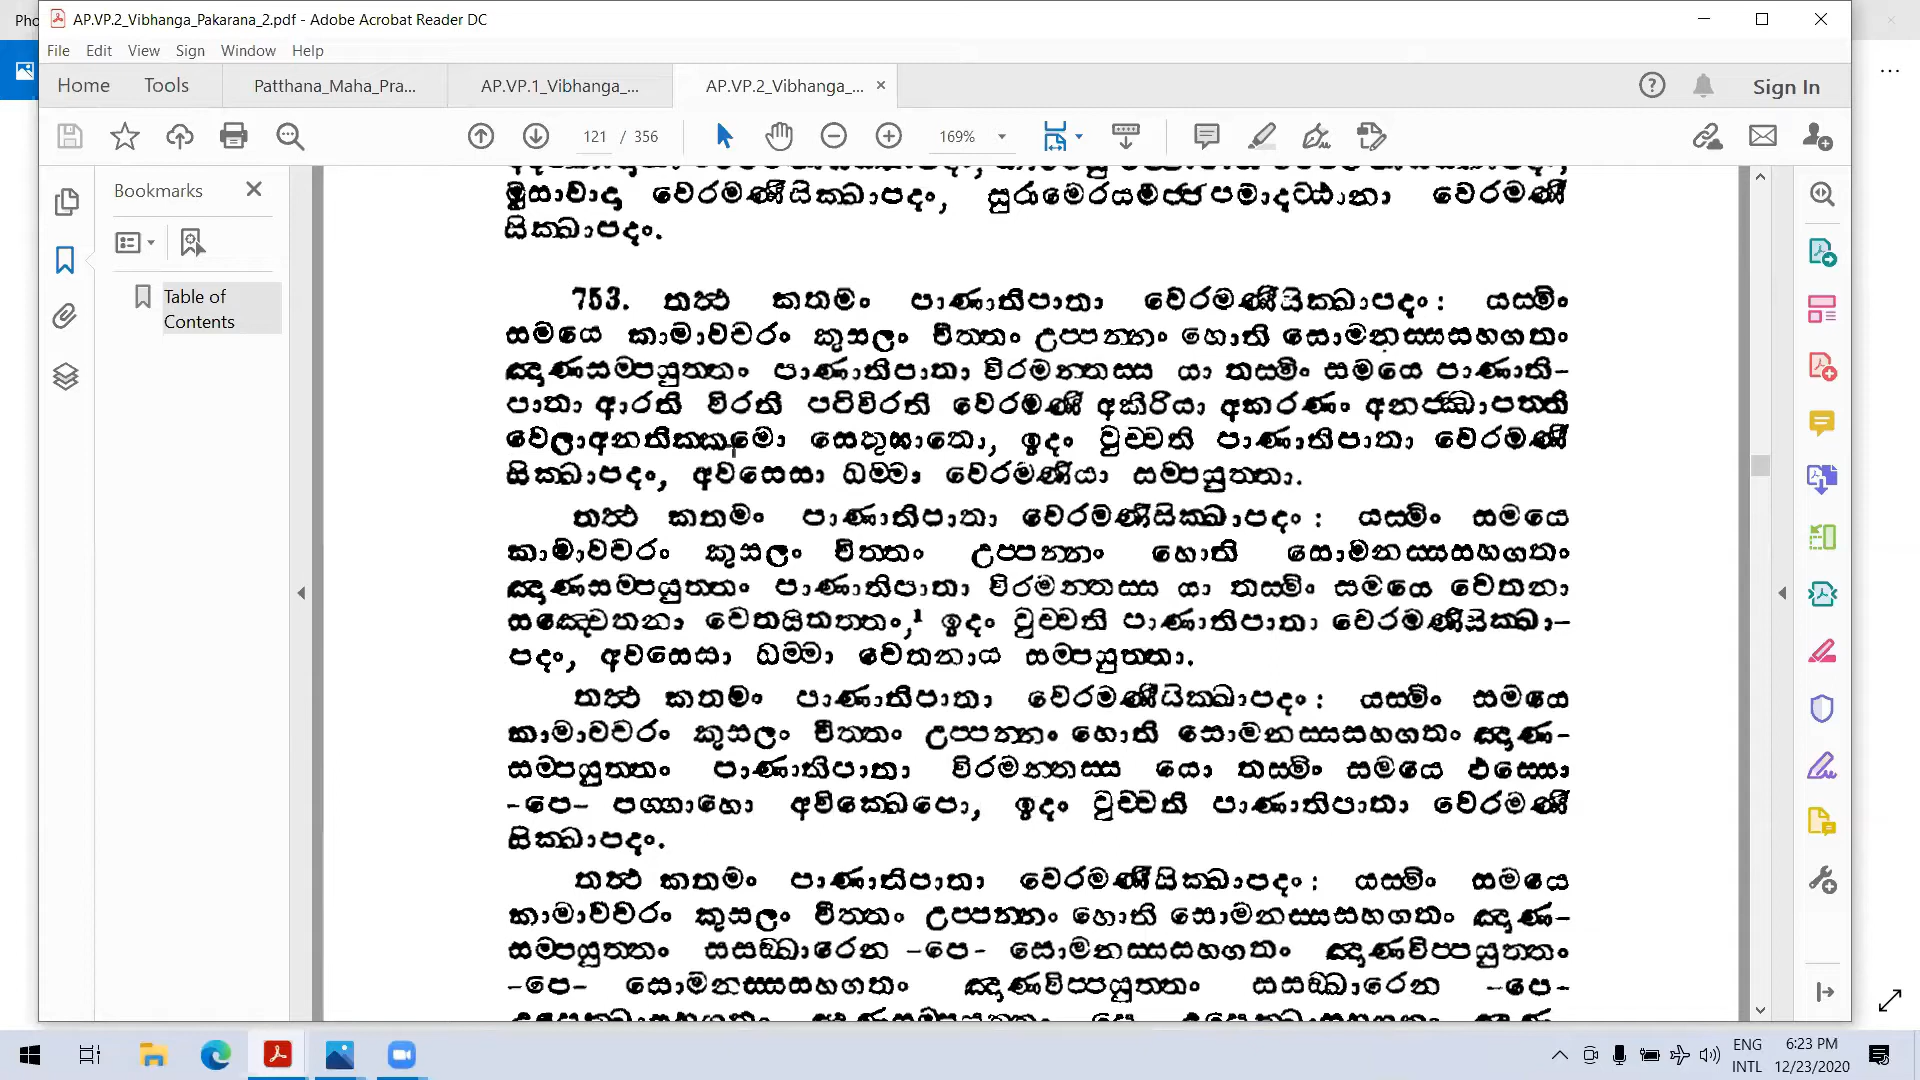 Pho
AP.VP.2_Vibhanga_Pakarana_2.pdf - Adobe Acrobat Reader DC
File Edit View Sign Window Help
Home Tools Patthana_Maha_Pra... AP.VP.1_Vibhanga_... AP.VP.2_Vibhanga_... Sign In
121 / 356 169%
Bookmarks
Table of
Contents
මුසාවාදා වෙරමණීසික්ඛාපදං, සුරාමෙරයමජ්ජපමාදට්ඨානා වෙරමණී
සික්ඛාපදං.
753. තත්ථ කතමං පාණාතිපාතා වෙරමණීසික්ඛාපදං: යස්මිං
සමයෙ කාමාවචරං කුසලං චිත්තං උප්පන්නං හොති සොමනස්සසහගතං
ඤාණසම්පයුත්තං පාණාතිපාතා විරමන්තස්ස යා තස්මිං සමයෙ පාණාති-
පාතා ආරති විරති පටිවිරති වෙරමණී අකිරියා අකරණං අනජ්ඣාපත්ති
වෙලාඅනතික්කමො සෙතුඝාතො, ඉදං වුච්චති පාණාතිපාතා වෙරමණී
සික්ඛාපදං, අවසෙසා ධම්මා වෙරමණියා සම්පයුත්තා.
තත්ථ කතමං පාණාතිපාතා වෙරමණීසික්ඛාපදං: යස්මිං සමයෙ
කාමාවචරං කුසලං චිත්තං උප්පන්නං හොති සොමනස්සසහගතං
ඤාණසම්පයුත්තං පාණාතිපාතා විරමන්තස්ස යා තස්මිං සමයෙ චෙතනා
සඤ්චෙතනා චෙතයිතත්තං,¹ ඉදං වුච්චති පාණාතිපාතා වෙරමණීසික්ඛා-
පදං, අවසෙසා ධම්මා චෙතනාය සම්පයුත්තා.
තත්ථ කතමං පාණාතිපාතා වෙරමණීසික්ඛාපදං: යස්මිං සමයෙ
කාමාවචරං කුසලං චිත්තං උප්පන්නං හොති සොමනස්සසහගතං ඤාණ-
සම්පයුත්තං පාණාතිපාතා විරමන්තස්ස යො තස්මිං සමයෙ ඵස්සො
-පෙ- පග්ගාහො අවික්ඛෙපො, ඉදං වුච්චති පාණාතිපාතා වෙරමණී
සික්ඛාපදං.
තත්ථ කතමං පාණාතිපාතා වෙරමණීසික්ඛාපදං: යස්මිං සමයෙ
කාමාවචරං කුසලං චිත්තං උප්පන්නං හොති සොමනස්සසහගතං ඤාණ-
සම්පයුත්තං සසඞ්ඛාරෙන -පෙ- සොමනස්සසහගතං ඤාණවිප්පයුත්තං
-පෙ- සොමනස්සසහගතං ඤාණවිප්පයුත්තං සසඞ්ඛාරෙන -පෙ-
ENG
INTL
6:23 PM
12/23/2020